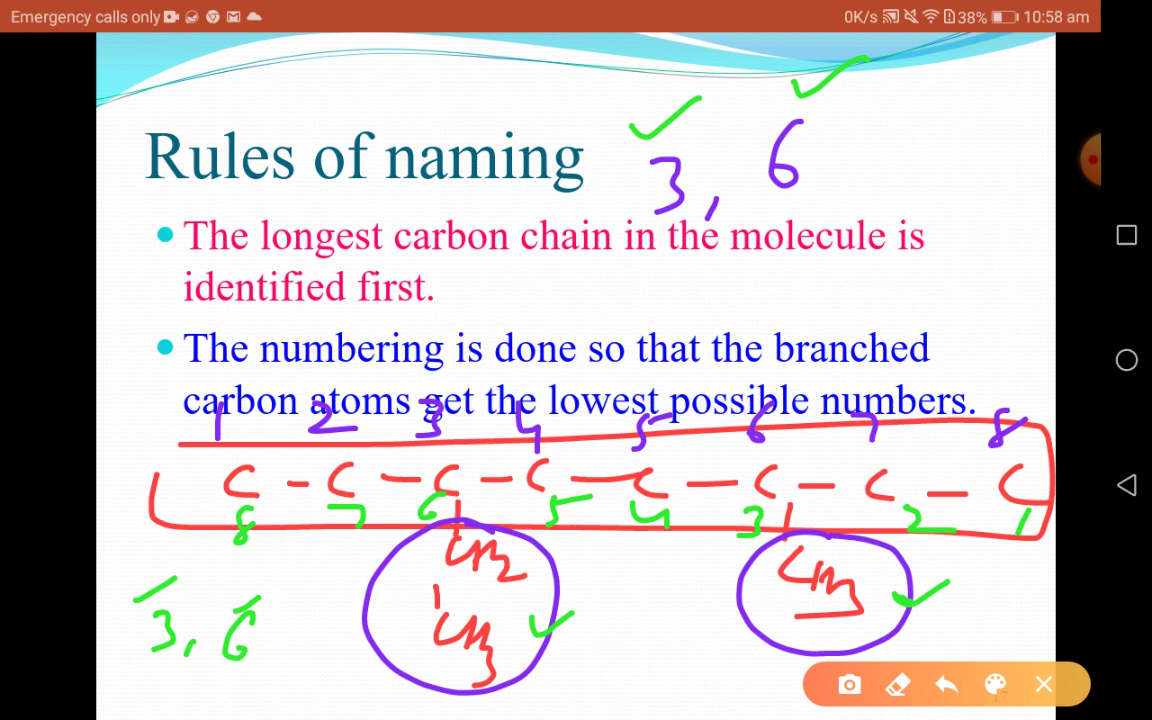 Emergency calls only 0K/s 38% 10:58 am
3, 6
Rules of naming
The longest carbon chain in the molecule is
identified first.
The numbering is done so that the branched
carbon atoms get the lowest possible numbers.
1 2 3 4 5 6 7 8
C - C - C - C - C - C - C - C
8 7 6 5 4 3 2 1
CH2 CH3
CH3
3, 6
17